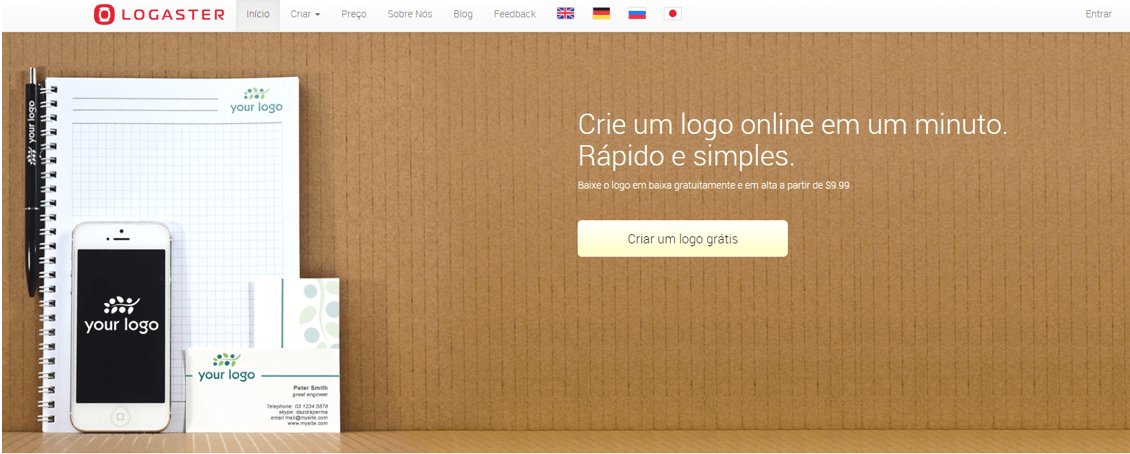 LOGASTER
Início
Criar
Preço
Sobre Nós
Blog
Feedback
Entrar
your logo
your logo
Crie um logo online em um minuto.
Rápido e simples.
Baixe o logo em baixa gratuitamente e em alta a partir de $9.99
Criar um logo grátis
your logo
your logo
Peter Smith
great engineer
Telephone: 03 1234 5678
skype: dazdraperma
email mail@mysite.com
www.mysite.com